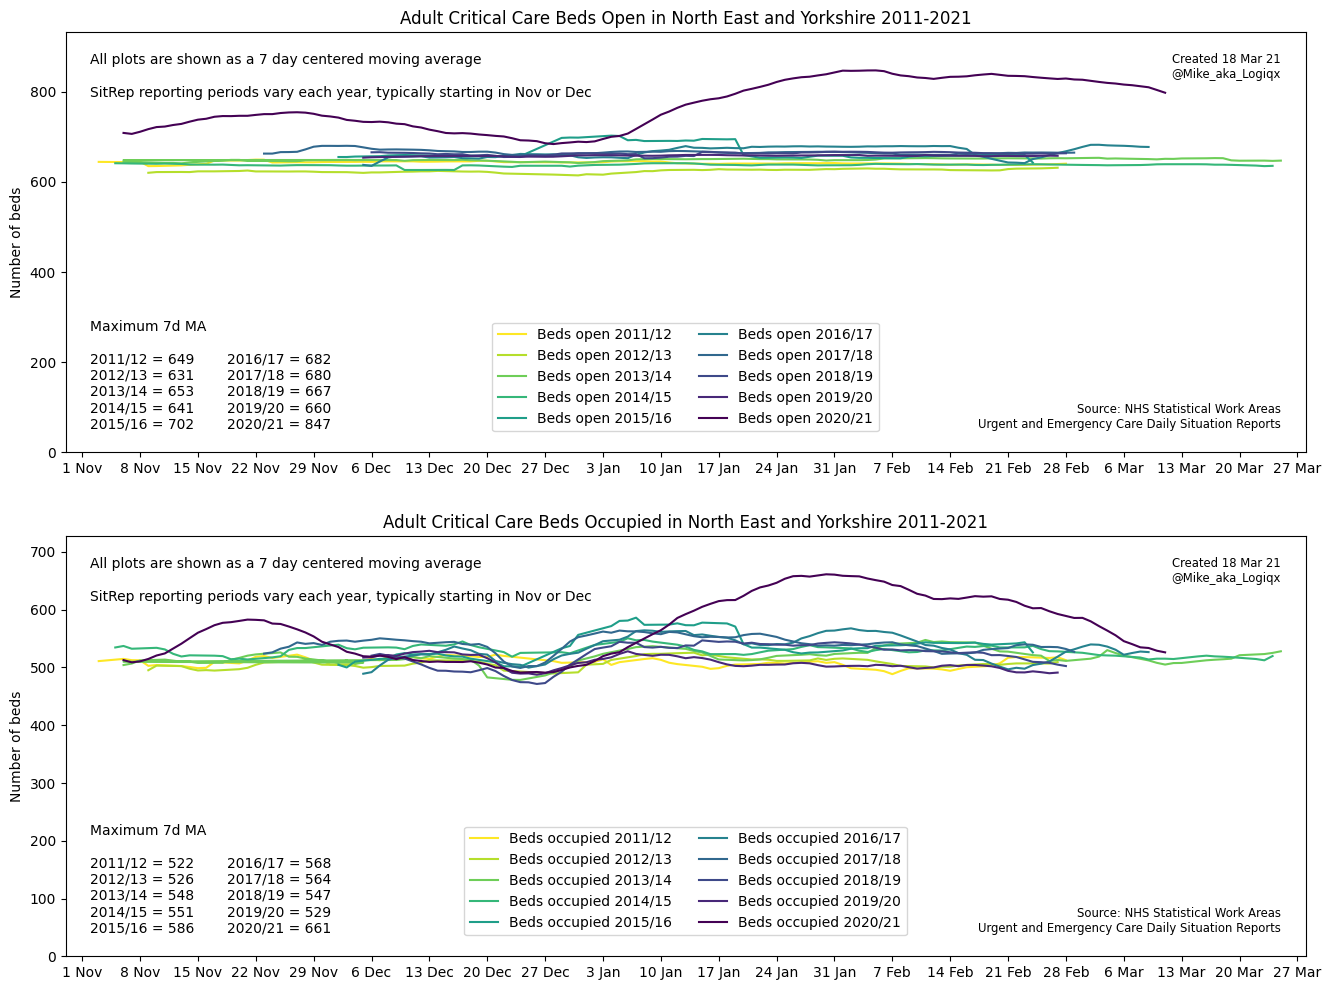 Adult Critical Care Beds Open in North East and Yorkshire 2011-2021
All plots are shown as a 7 day centered moving average
Created 18 Mar 21
@Mike_aka_Logiqx
SitRep reporting periods vary each year, typically starting in Nov or Dec
800
600
400
200
0
Number of beds
Maximum 7d MA
2011/12 = 649 2016/17 = 682
2012/13 = 631 2017/18 = 680
2013/14 = 653 2018/19 = 667
2014/15 = 641 2019/20 = 660
2015/16 = 702 2020/21 = 847
Beds open 2011/12 Beds open 2016/17
Beds open 2012/13 Beds open 2017/18
Beds open 2013/14 Beds open 2018/19
Beds open 2014/15 Beds open 2019/20
Beds open 2015/16 Beds open 2020/21
Source: NHS Statistical Work Areas
Urgent and Emergency Care Daily Situation Reports
1 Nov 8 Nov 15 Nov 22 Nov 29 Nov 6 Dec 13 Dec 20 Dec 27 Dec 3 Jan 10 Jan 17 Jan 24 Jan 31 Jan 7 Feb 14 Feb 21 Feb 28 Feb 6 Mar 13 Mar 20 Mar 27 Mar
Adult Critical Care Beds Occupied in North East and Yorkshire 2011-2021
All plots are shown as a 7 day centered moving average
Created 18 Mar 21
@Mike_aka_Logiqx
SitRep reporting periods vary each year, typically starting in Nov or Dec
700
600
500
400
300
200
100
0
Number of beds
Maximum 7d MA
2011/12 = 522 2016/17 = 568
2012/13 = 526 2017/18 = 564
2013/14 = 548 2018/19 = 547
2014/15 = 551 2019/20 = 529
2015/16 = 586 2020/21 = 661
Beds occupied 2011/12 Beds occupied 2016/17
Beds occupied 2012/13 Beds occupied 2017/18
Beds occupied 2013/14 Beds occupied 2018/19
Beds occupied 2014/15 Beds occupied 2019/20
Beds occupied 2015/16 Beds occupied 2020/21
Source: NHS Statistical Work Areas
Urgent and Emergency Care Daily Situation Reports
1 Nov 8 Nov 15 Nov 22 Nov 29 Nov 6 Dec 13 Dec 20 Dec 27 Dec 3 Jan 10 Jan 17 Jan 24 Jan 31 Jan 7 Feb 14 Feb 21 Feb 28 Feb 6 Mar 13 Mar 20 Mar 27 Mar